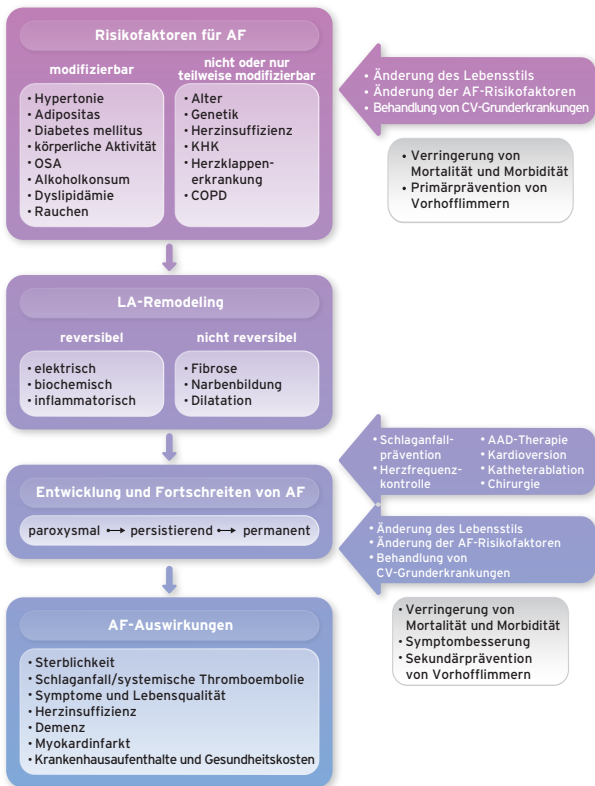 Risikofaktoren für AF
modifizierbar
• Hypertonie
• Adipositas
• Diabetes mellitus
• körperliche Aktivität
• OSA
• Alkoholkonsum
• Dyslipidämie
• Rauchen
nicht oder nur
teilweise modifizierbar
• Alter
• Genetik
• Herzinsuffizienz
• KHK
• Herzklappen-
erkrankung
• COPD
• Änderung des Lebensstils
• Änderung der AF-Risikofaktoren
• Behandlung von CV-Grunderkrankungen
• Verringerung von
Mortalität und Morbidität
• Primärprävention von
Vorhofflimmern
LA-Remodeling
reversibel
• elektrisch
• biochemisch
• inflammatorisch
nicht reversibel
• Fibrose
• Narbenbildung
• Dilatation
• Schlaganfall-
prävention
• Herzfrequenz-
kontrolle
• AAD-Therapie
• Kardioversion
• Katheterablation
• Chirurgie
Entwicklung und Fortschreiten von AF
paroxysmal ↔ persistierend ↔ permanent
• Änderung des Lebensstils
• Änderung der AF-Risikofaktoren
• Behandlung von
CV-Grunderkrankungen
• Verringerung von
Mortalität und Morbidität
• Symptombesserung
• Sekundärprävention
von Vorhofflimmern
AF-Auswirkungen
• Sterblichkeit
• Schlaganfall/systemische Thromboembolie
• Symptome und Lebensqualität
• Herzinsuffizienz
• Demenz
• Myokardinfarkt
• Krankenhausaufenthalte und Gesundheitskosten